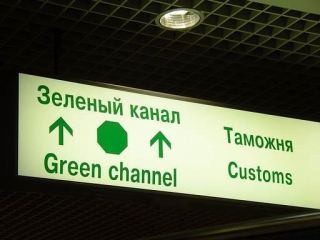 Зеленый канал
Green channel
Таможня
Customs